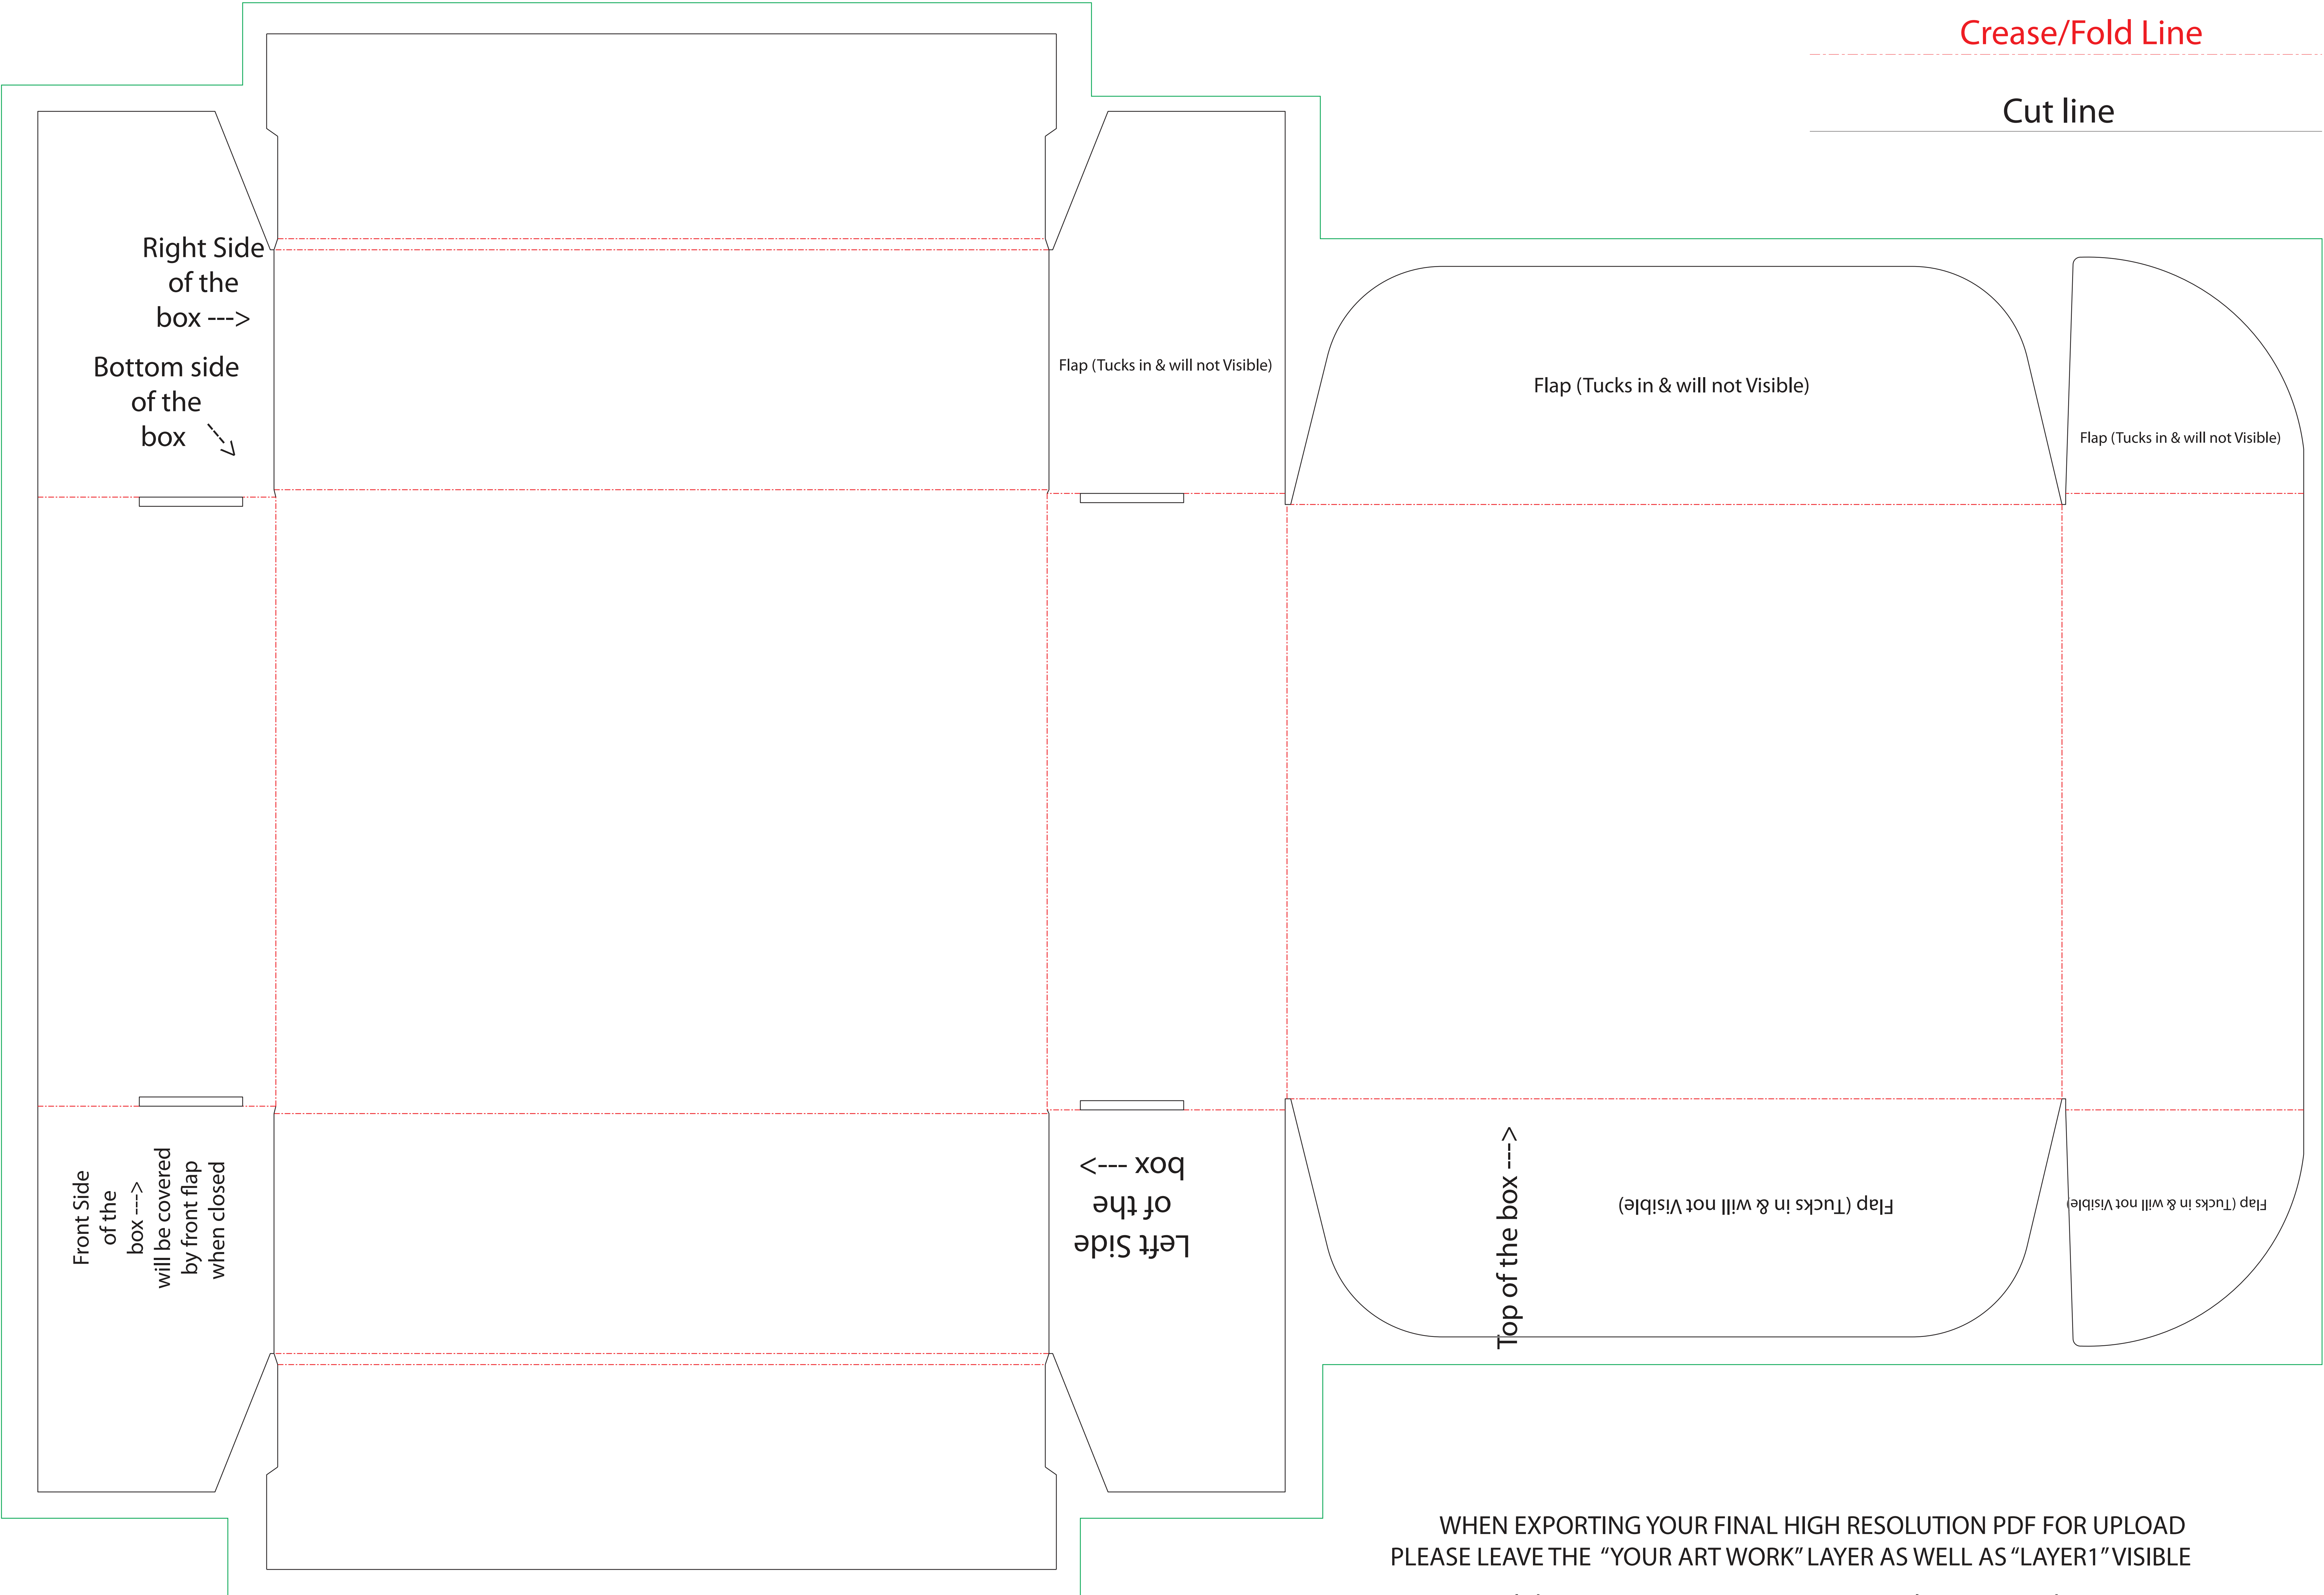 Crease/Fold Line
Cut line
Right Side
of the
box --->
Bottom side
of the
box
Flap (Tucks in & will not Visible)
Flap (Tucks in & will not Visible)
Flap (Tucks in & will not Visible)
Front Side
of the
box --->
will be covered
by front flap
when closed
Left Side
of the
box --->
Top of the box --->
Flap (Tucks in & will not Visible)
Flap (Tucks in & will not Visible)
WHEN EXPORTING YOUR FINAL HIGH RESOLUTION PDF FOR UPLOAD
PLEASE LEAVE THE “YOUR ART WORK” LAYER AS WELL AS “LAYER1” VISIBLE